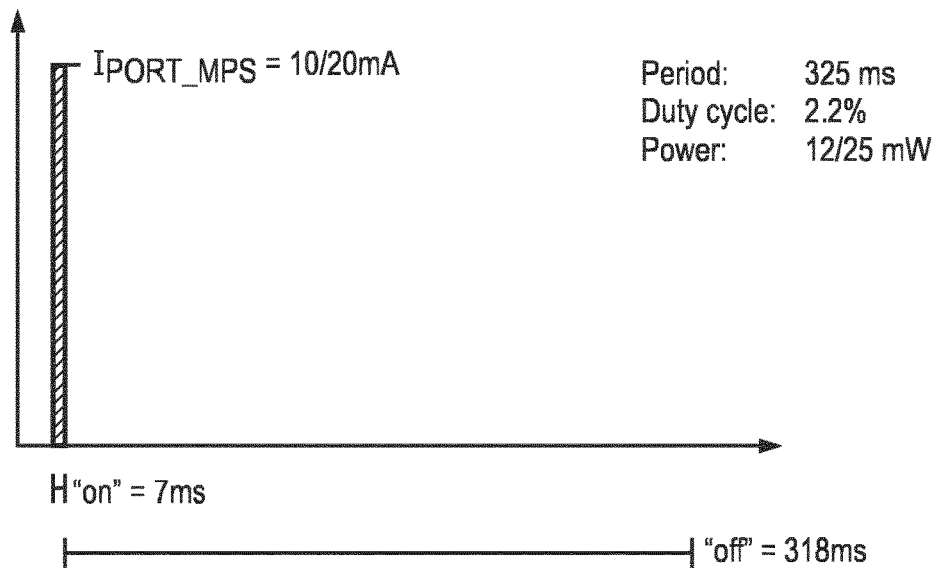 IPORT_MPS = 10/20mA
Period: 325 ms
Duty cycle: 2.2%
Power: 12/25 mW
"on" = 7ms
"off" = 318ms